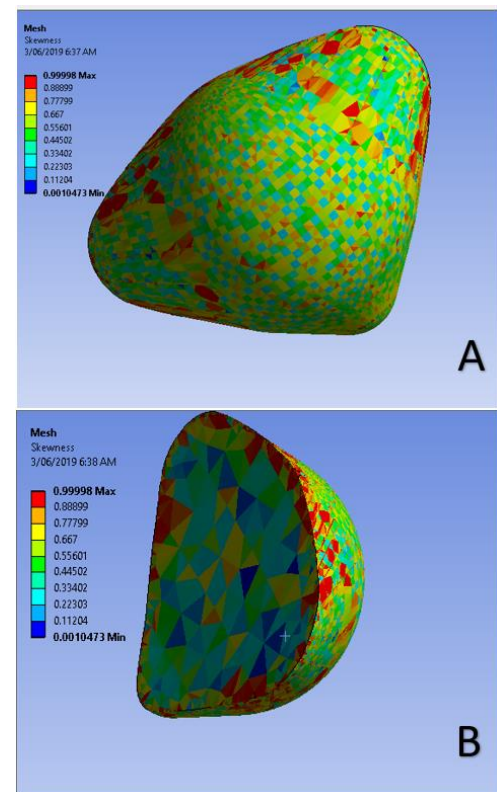 Mesh
Skewness
3/06/2019 6:37 AM
0.99998 Max
0.88899
0.77799
0.667
0.55601
0.44502
0.33402
0.22303
0.11204
0.0010473 Min
A
Mesh
Skewness
3/06/2019 6:38 AM
0.99998 Max
0.88899
0.77799
0.667
0.55601
0.44502
0.33402
0.22303
0.11204
0.0010473 Min
B